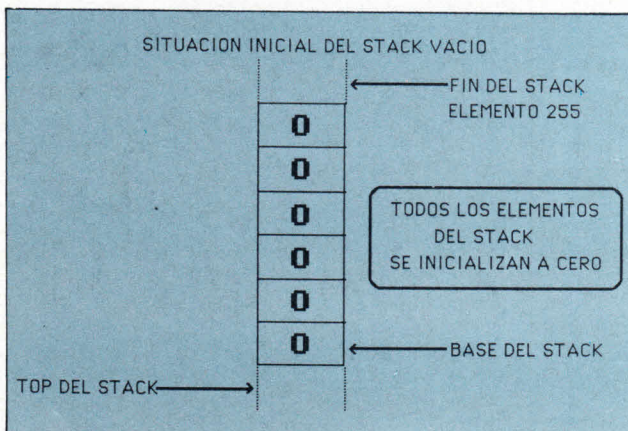 SITUACION INICIAL DEL STACK VACIO
FIN DEL STACK
ELEMENTO 255
0
0
0
0
0
0
TODOS LOS ELEMENTOS
DEL STACK
SE INICIALIZAN A CERO
BASE DEL STACK
TOP DEL STACK